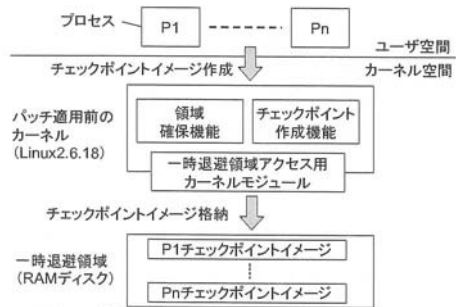 プロセス
P1
Pn
ユーザ空間
チェックポイントイメージ作成
カーネル空間
パッチ適用前の
カーネル
(Linux2.6.18)
領域
確保機能
チェックポイント
作成機能
一時退避領域アクセス用
カーネルモジュール
チェックポイントイメージ格納
一時退避領域
(RAMディスク)
P1チェックポイントイメージ
Pnチェックポイントイメージ